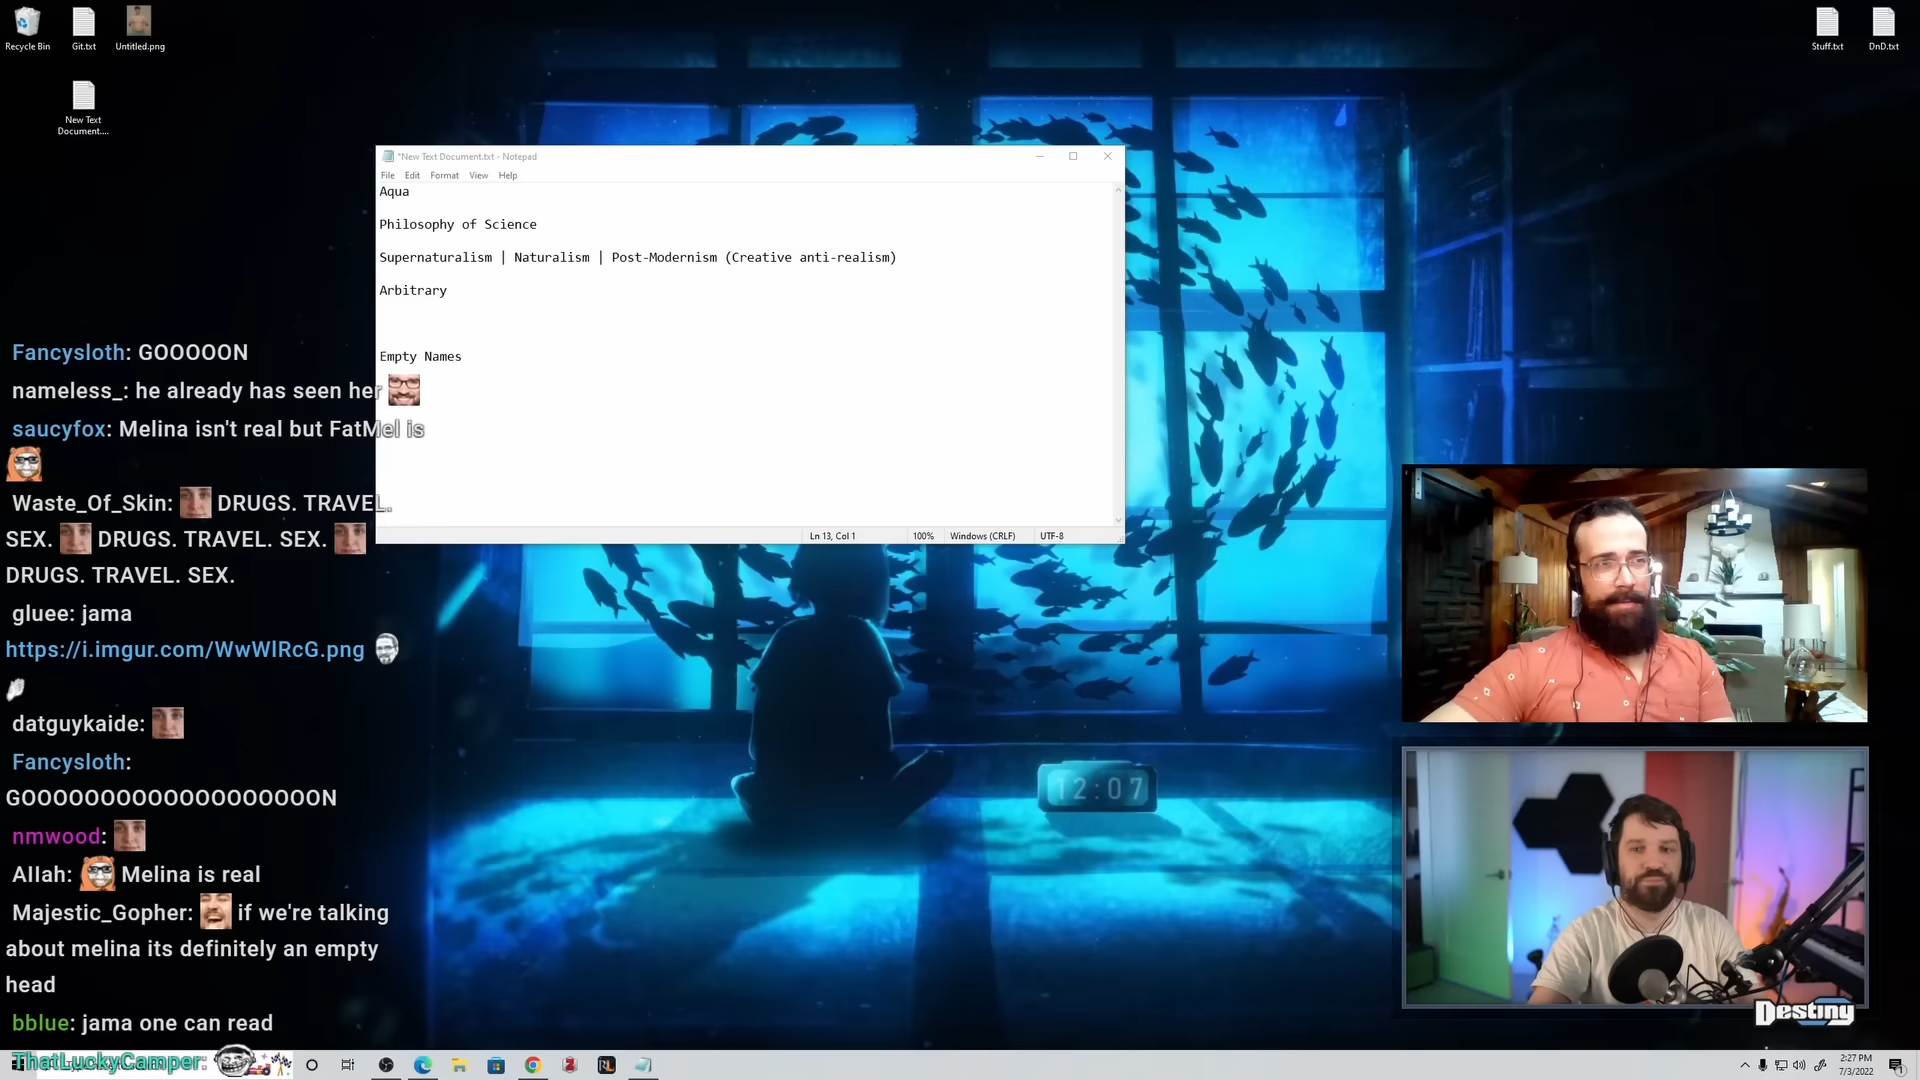 Recycle Bin
Git.txt
Untitled.png
Stuff.txt
DnD.txt
New Text
Document....
*New Text Document.txt - Notepad
File Edit Format View Help
Aqua
Philosophy of Science
Supernaturalism | Naturalism | Post-Modernism (Creative anti-realism)
Arbitrary
Empty Names
Ln 13, Col 1
100%
Windows (CRLF)
UTF-8
Fancysloth: GOOOOON
nameless_: he already has seen her
saucyfox: Melina isn't real but FatMel is
Waste_Of_Skin: DRUGS. TRAVEL.
SEX. DRUGS. TRAVEL. SEX.
DRUGS. TRAVEL. SEX.
gluee: jama
https://i.imgur.com/WwWlRcG.png
datguykaide:
Fancysloth:
GOOOOOOOOOOOOOOOOOOON
nmwood:
AIIah: Melina is real
Majestic_Gopher: if we're talking
about melina its definitely an empty
head
bblue: jama one can read
ThatLuckyCamper:
12:07
Destiny
2:27 PM
7/3/2022